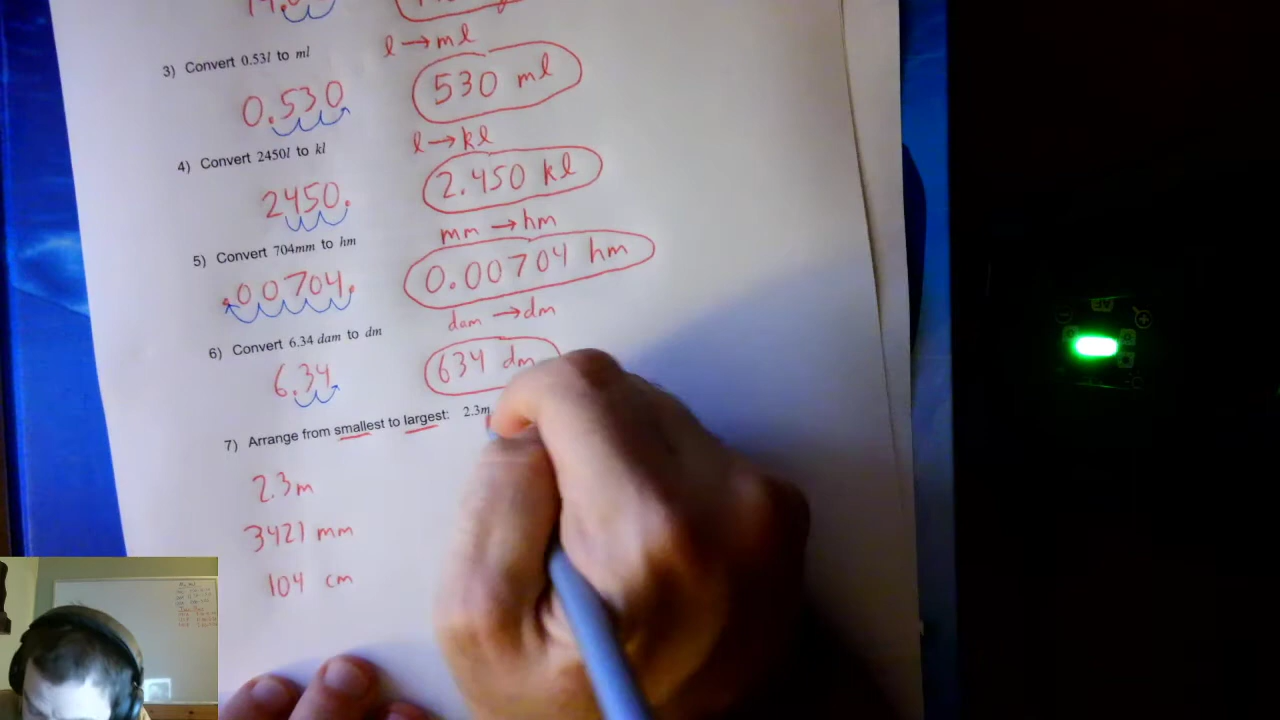 l → ml
3) Convert 0.53l to ml
0.530
530 ml
l → kl
4) Convert 2450l to kl
2450.
2.450 kl
mm → hm
5) Convert 704mm to hm
.00704.
0.00704 hm
dam → dm
6) Convert 6.34 dam to dm
6.34
634 dm
7) Arrange from smallest to largest: 2.3m
2.3m
3421 mm
104 cm